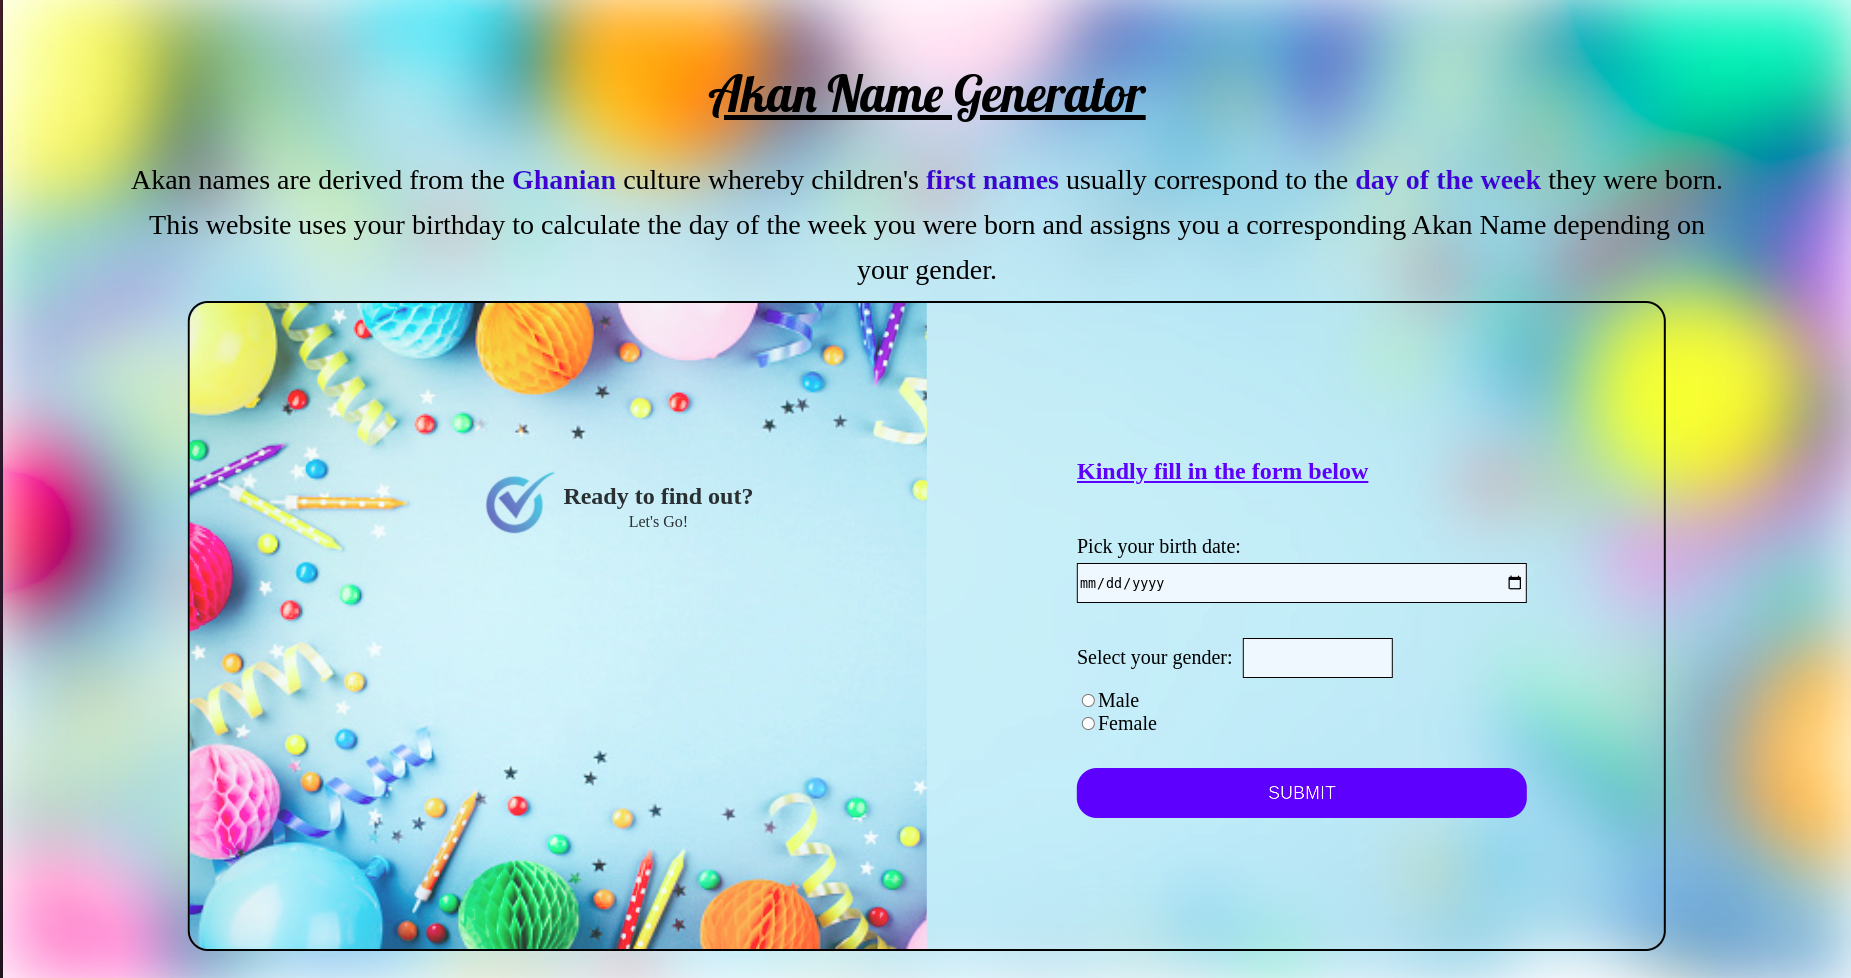 Akan Name Generator
Akan names are derived from the Ghanian culture whereby children's first names usually correspond to the day of the week they were born.
This website uses your birthday to calculate the day of the week you were born and assigns you a corresponding Akan Name depending on
your gender.
Ready to find out?
Let's Go!
Kindly fill in the form below
Pick your birth date:
mm/dd/yyyy
Select your gender:
Male
Female
SUBMIT